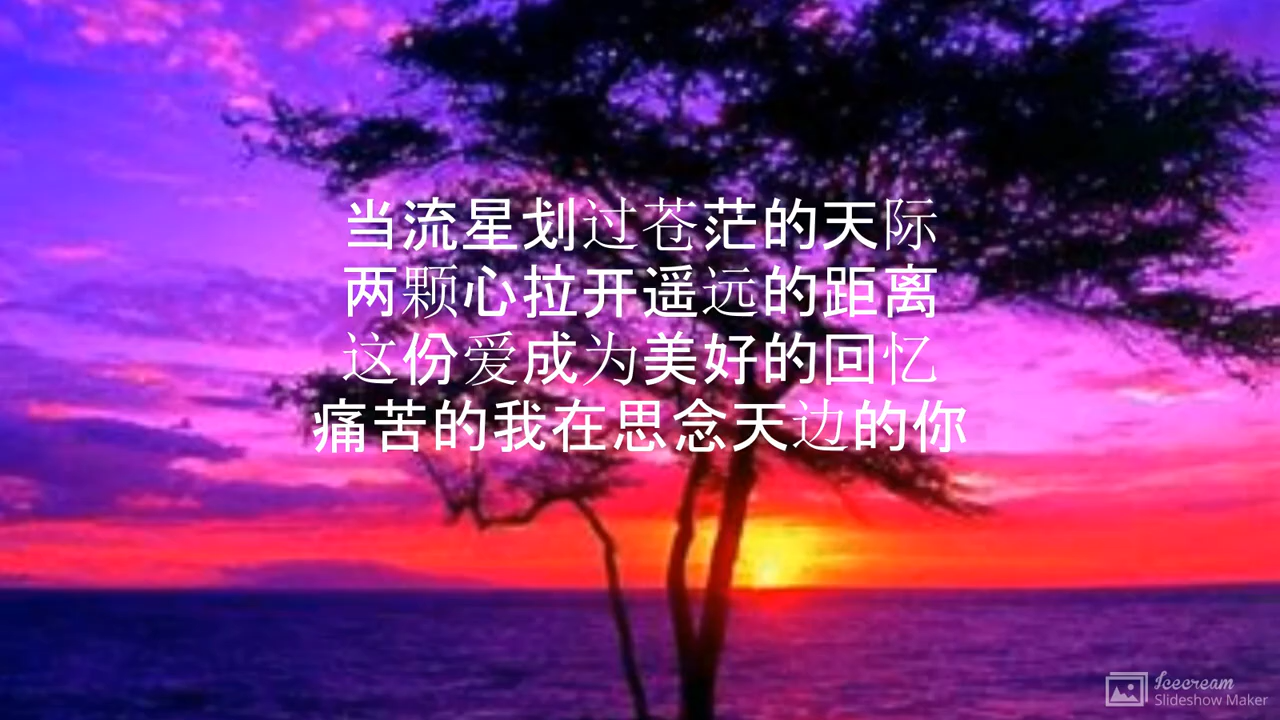 当流星划过苍茫的天际
两颗心拉开遥远的距离
这份爱成为美好的回忆
痛苦的我在思念天边的你
Icecream
Slideshow Maker